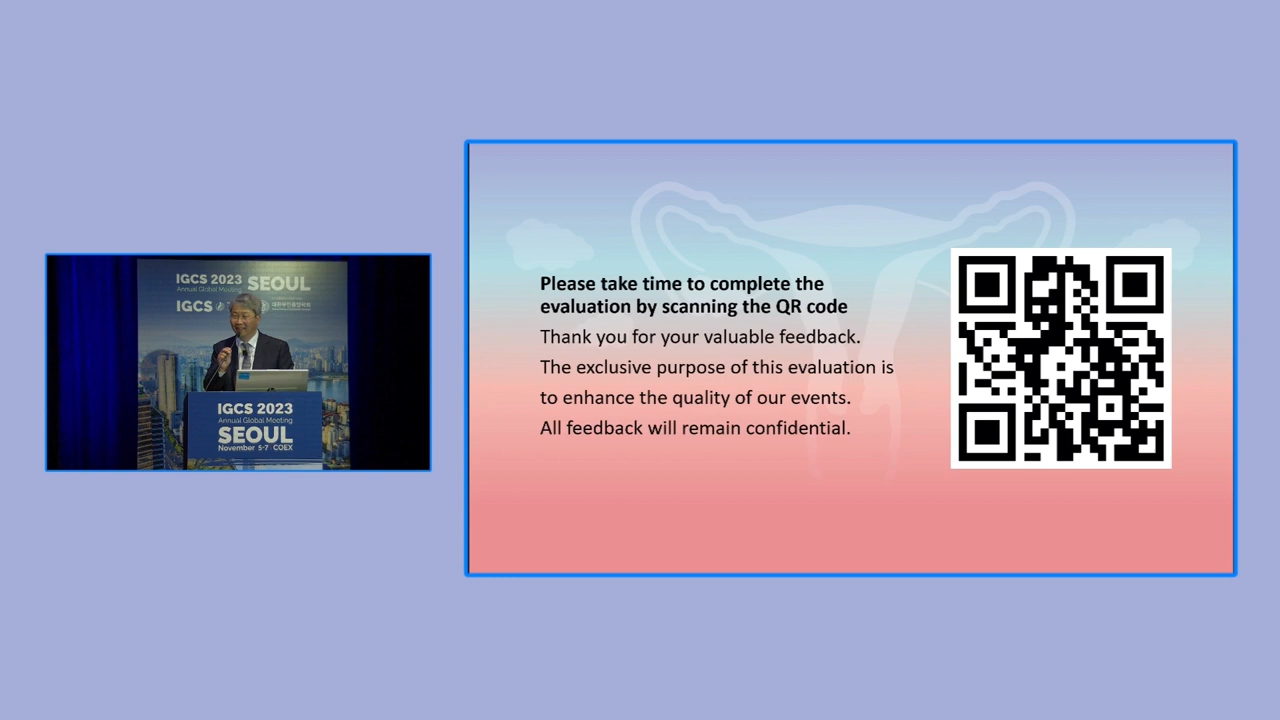 IGCS 2023
Annual Global Meeting
SEOUL
IGCS
IGCS 2023
Annual Global Meeting
SEOUL
November 5-7 COEX
Please take time to complete the
evaluation by scanning the QR code
Thank you for your valuable feedback.
The exclusive purpose of this evaluation is
to enhance the quality of our events.
All feedback will remain confidential.